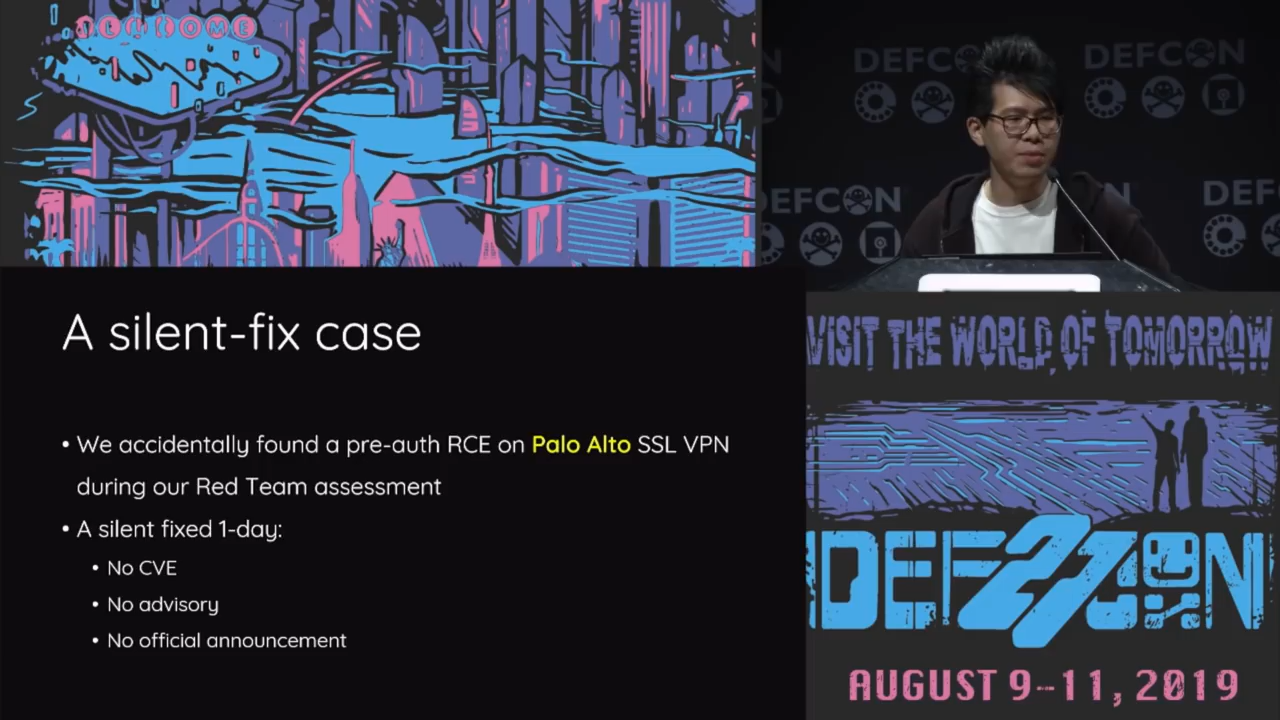 WELCOME
DEFCON DEFCON
DEFCON
A silent-fix case
• We accidentally found a pre-auth RCE on Palo Alto SSL VPN
during our Red Team assessment
• A silent fixed 1-day:
• No CVE
• No advisory
• No official announcement
VISIT THE WORLD OF TOMORROW
DEF27CON
AUGUST 9-11, 2019